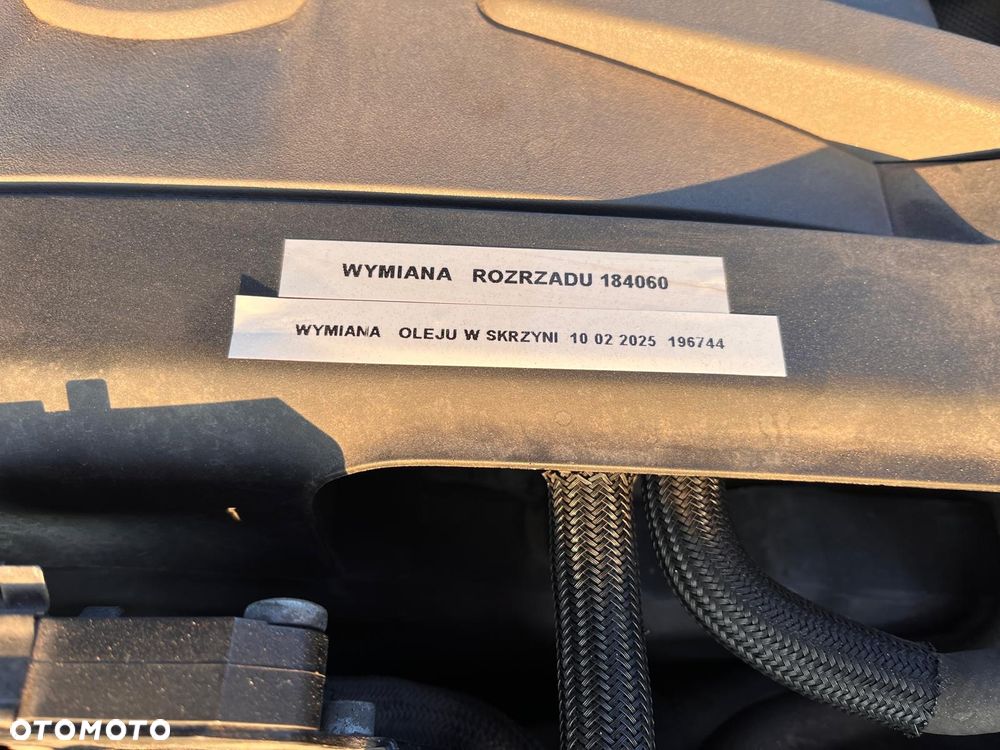 WYMIANA ROZRZADU 184060
WYMIANA OLEJU W SKRZYNI 10 02 2025 196744
OTOMOTO